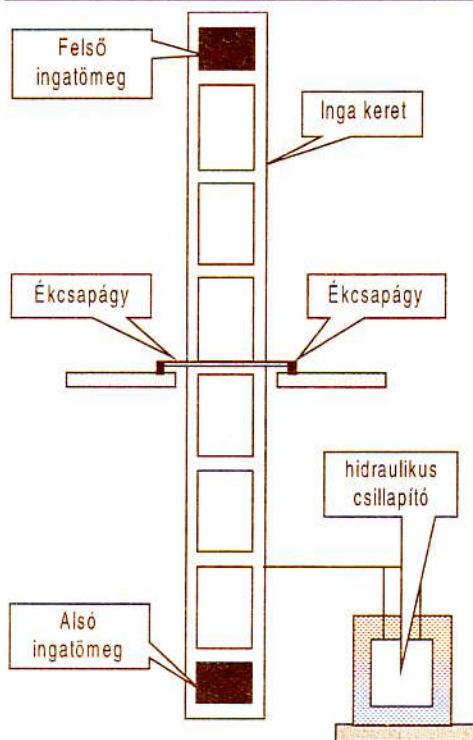 Felső
ingatömeg
Inga keret
Ékcsapágy
Ékcsapágy
hidraulikus
csillapító
Alsó
ingatömeg